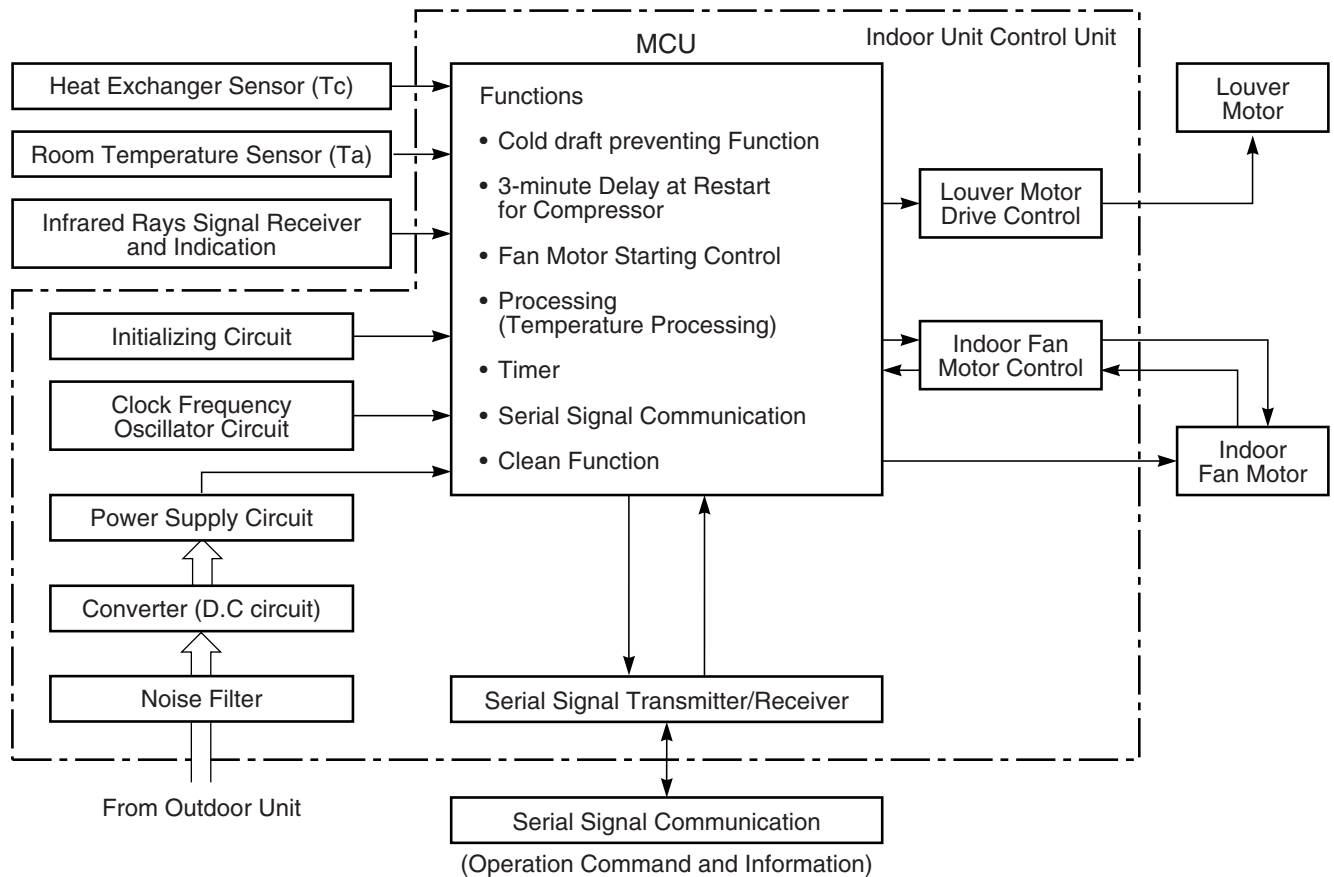 MCU
Indoor Unit Control Unit
Heat Exchanger Sensor (Tc)
Room Temperature Sensor (Ta)
Infrared Rays Signal Receiver
and Indication
Initializing Circuit
Clock Frequency
Oscillator Circuit
Power Supply Circuit
Converter (D.C circuit)
Noise Filter
From Outdoor Unit
Functions
• Cold draft preventing Function
• 3-minute Delay at Restart
for Compressor
• Fan Motor Starting Control
• Processing
(Temperature Processing)
• Timer
• Serial Signal Communication
• Clean Function
Louver
Motor
Louver Motor
Drive Control
Indoor Fan
Motor Control
Indoor
Fan Motor
Serial Signal Transmitter/Receiver
Serial Signal Communication
(Operation Command and Information)